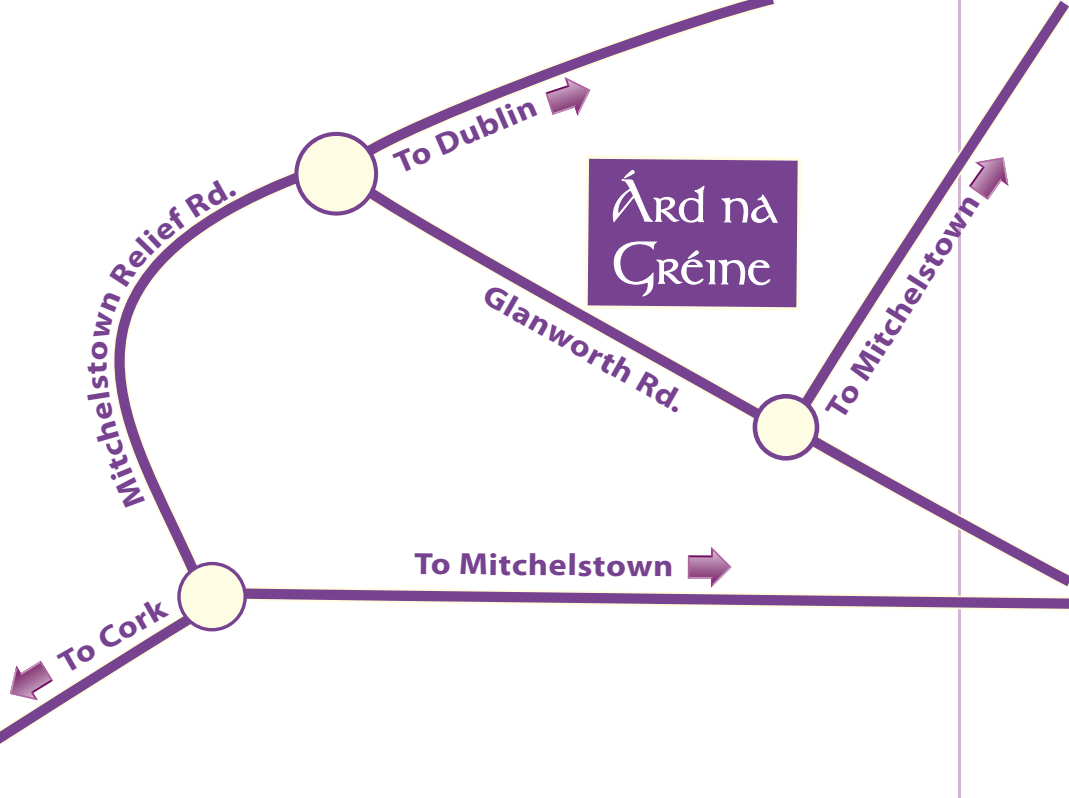 To Dublin
Mitchelstown Relief Rd.
Árd na
Gréine
Glanworth Rd.
To Mitchelstown
To Mitchelstown
To Cork